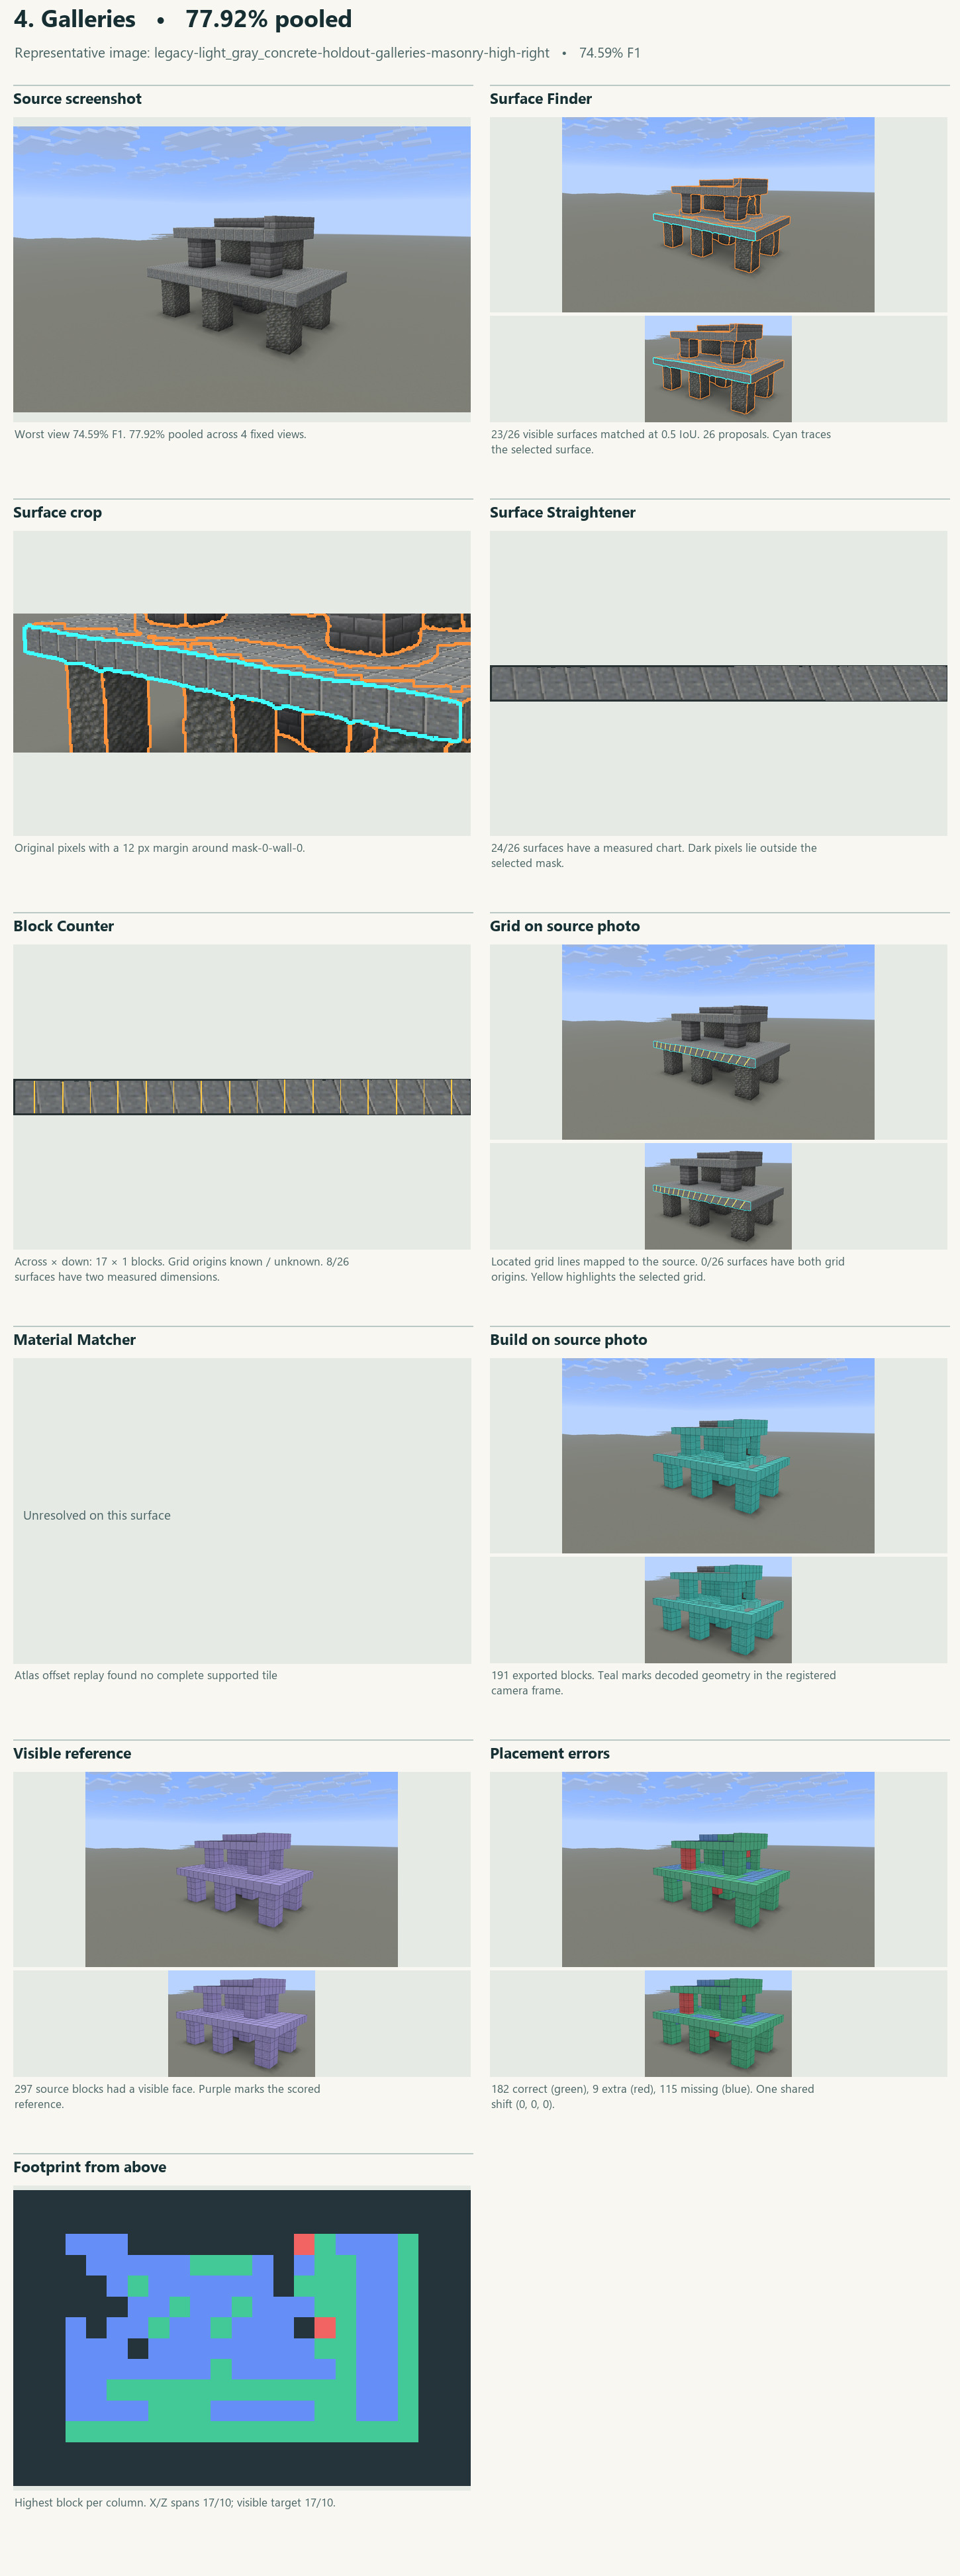 4. Galleries • 77.92% pooled
Representative image: legacy-light_gray_concrete-holdout-galleries-masonry-high-right • 74.59% F1
Source screenshot
Surface Finder
Worst view 74.59% F1. 77.92% pooled across 4 fixed views.
23/26 visible surfaces matched at 0.5 IoU. 26 proposals. Cyan traces
the selected surface.
Surface crop
Surface Straightener
Original pixels with a 12 px margin around mask-0-wall-0.
24/26 surfaces have a measured chart. Dark pixels lie outside the
selected mask.
Block Counter
Grid on source photo
Across × down: 17 × 1 blocks. Grid origins known / unknown. 8/26
surfaces have two measured dimensions.
Located grid lines mapped to the source. 0/26 surfaces have both grid
origins. Yellow highlights the selected grid.
Material Matcher
Build on source photo
Unresolved on this surface
Atlas offset replay found no complete supported tile
191 exported blocks. Teal marks decoded geometry in the registered
camera frame.
Visible reference
Placement errors
297 source blocks had a visible face. Purple marks the scored
reference.
182 correct (green), 9 extra (red), 115 missing (blue). One shared
shift (0, 0, 0).
Footprint from above
Highest block per column. X/Z spans 17/10; visible target 17/10.